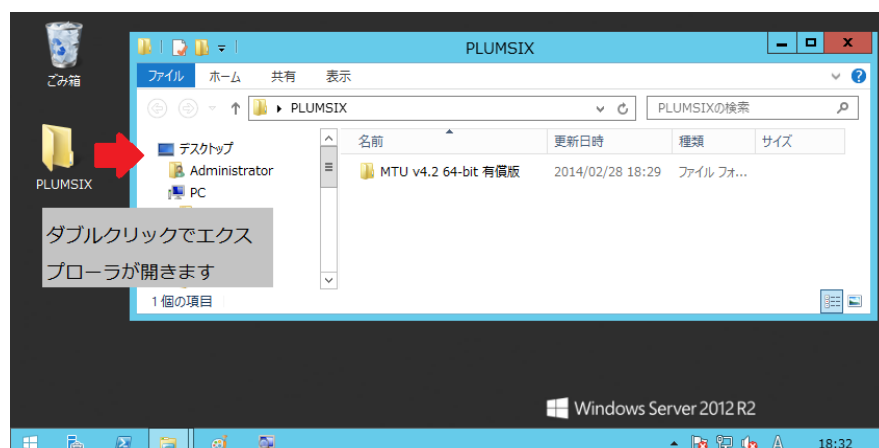 ごみ箱
PLUMSIX
PLUMSIX
ファイル ホーム 共有 表示
PLUMSIX
PLUMSIXの検索
名前 更新日時 種類 サイズ
デスクトップ
Administrator
PC
MTU v4.2 64-bit 有償版 2014/02/28 18:29 ファイル フォ...
ダブルクリックでエクス
プローラが開きます
1 個の項目
Windows Server 2012 R2
A 18:32